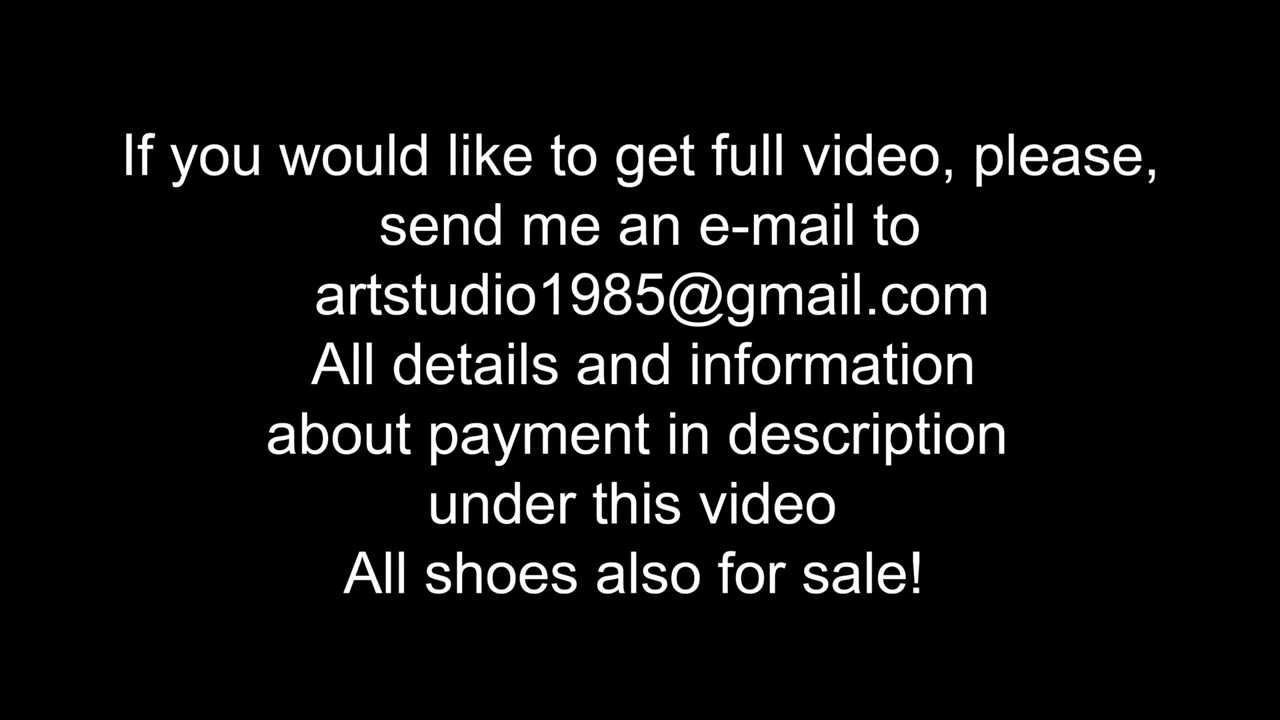 If you would like to get full video, please,
send me an e-mail to
artstudio1985@gmail.com
All details and information
about payment in description
under this video
All shoes also for sale!